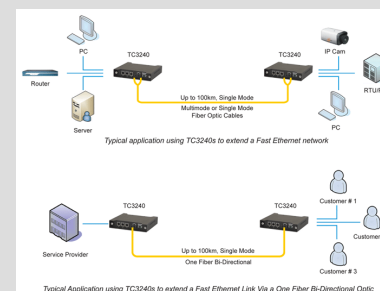 PC
TC3240
TC3240
IP Cam
Router
RTU/
Up to 100km, Single Mode
Multimode or Single Mode
Fiber Optic Cables
Server
PC
Typical application using TC3240s to extend a Fast Ethernet network
Customer # 1
TC3240
TC3240
Customer
Service Provider
Up to 100km, Single Mode
One Fiber Bi-Directional
Customer # 3
Typical Application using TC3240s to extend a Fast Ethernet Link Via a One Fiber Bi-Directional Optic